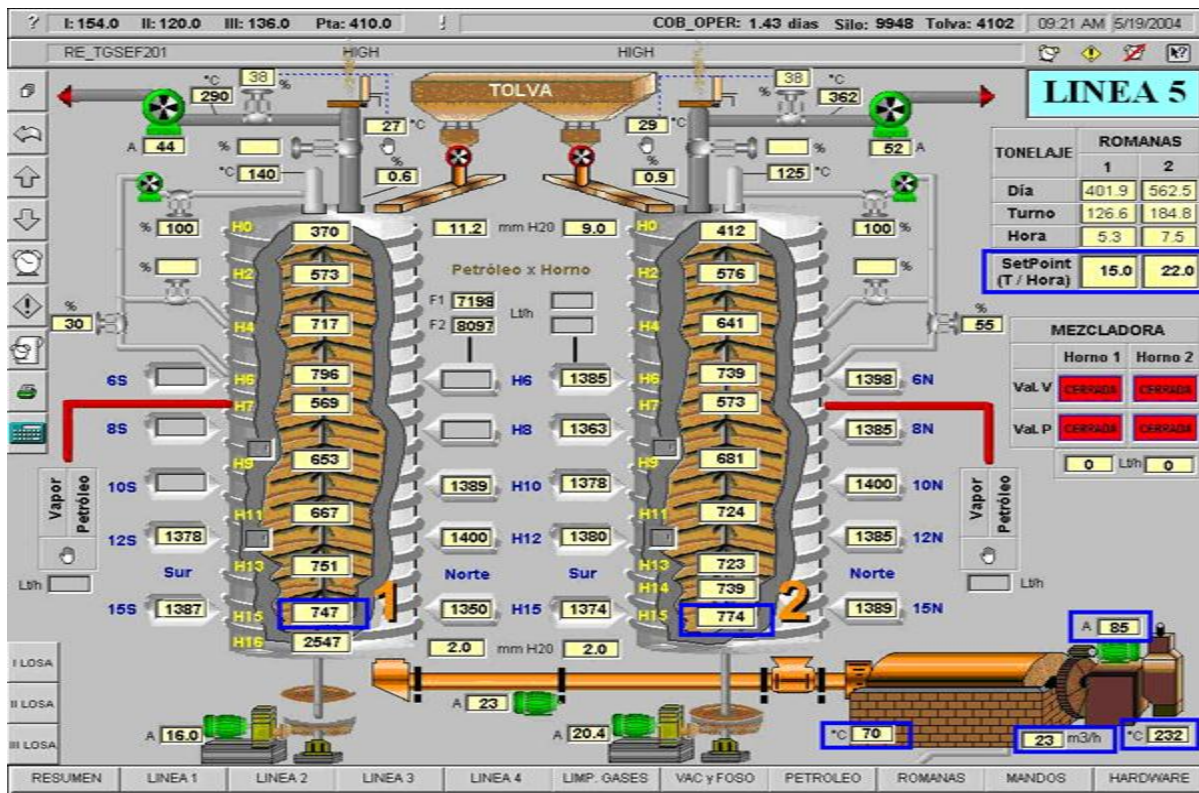 ? I: 154.0 II: 120.0 III: 136.0 Pta: 410.0 COB_OPER: 1.43 dias Silo: 9948 Tolva: 4102 09:21 AM 5/19/2004
RE_TGSEF201 HIGH HIGH
LINEA 5
°C 290 38 % TOLVA 38 % °C 362
27 °C 29 °C
A 44 % % 52 A
°C 140 % 0.6 % 0.9 125 °C
TONELAJE ROMANAS
1 2
Día 401.9 562.5
Turno 126.6 184.8
Hora 5.3 7.5
SetPoint (T / Hora) 15.0 22.0
% 100 H0 370 11.2 mm H20 9.0 H0 412 100 %
% H2 573 Petróleo x Horno H2 576 %
F1 7198 Lt/h
F2 8097
% 30 H4 717 H4 641 % 55
6S H6 796 H6 1385 H6 739 1398 6N
H7 569 H7 573
8S H8 1363 1385 8N
H9 653 H9 681
10S 1389 H10 1378 1400 10N
H11 667 H11 724
12S 1378 1400 H12 1380 1385 12N
H13 751 H13 723
Sur Norte Sur H14 739 Norte
15S 1387 H15 747 1 1350 H15 1374 H15 774 2 1389 15N
H16 2547 2.0 mm H20 2.0
Vapor Petróleo
Lt/h
Vapor Petróleo
Lt/h
MEZCLADORA
Horno 1 Horno 2
Val. V CERRADA CERRADA
Val. P CERRADA CERRADA
0 Lt/h 0
A 85
A 23
A 16.0 A 20.4 °C 70 23 m3/h °C 232
I LOSA
II LOSA
III LOSA
RESUMEN LINEA 1 LINEA 2 LINEA 3 LINEA 4 LIMP. GASES VAC y FOSO PETROLEO ROMANAS MANDOS HARDWARE